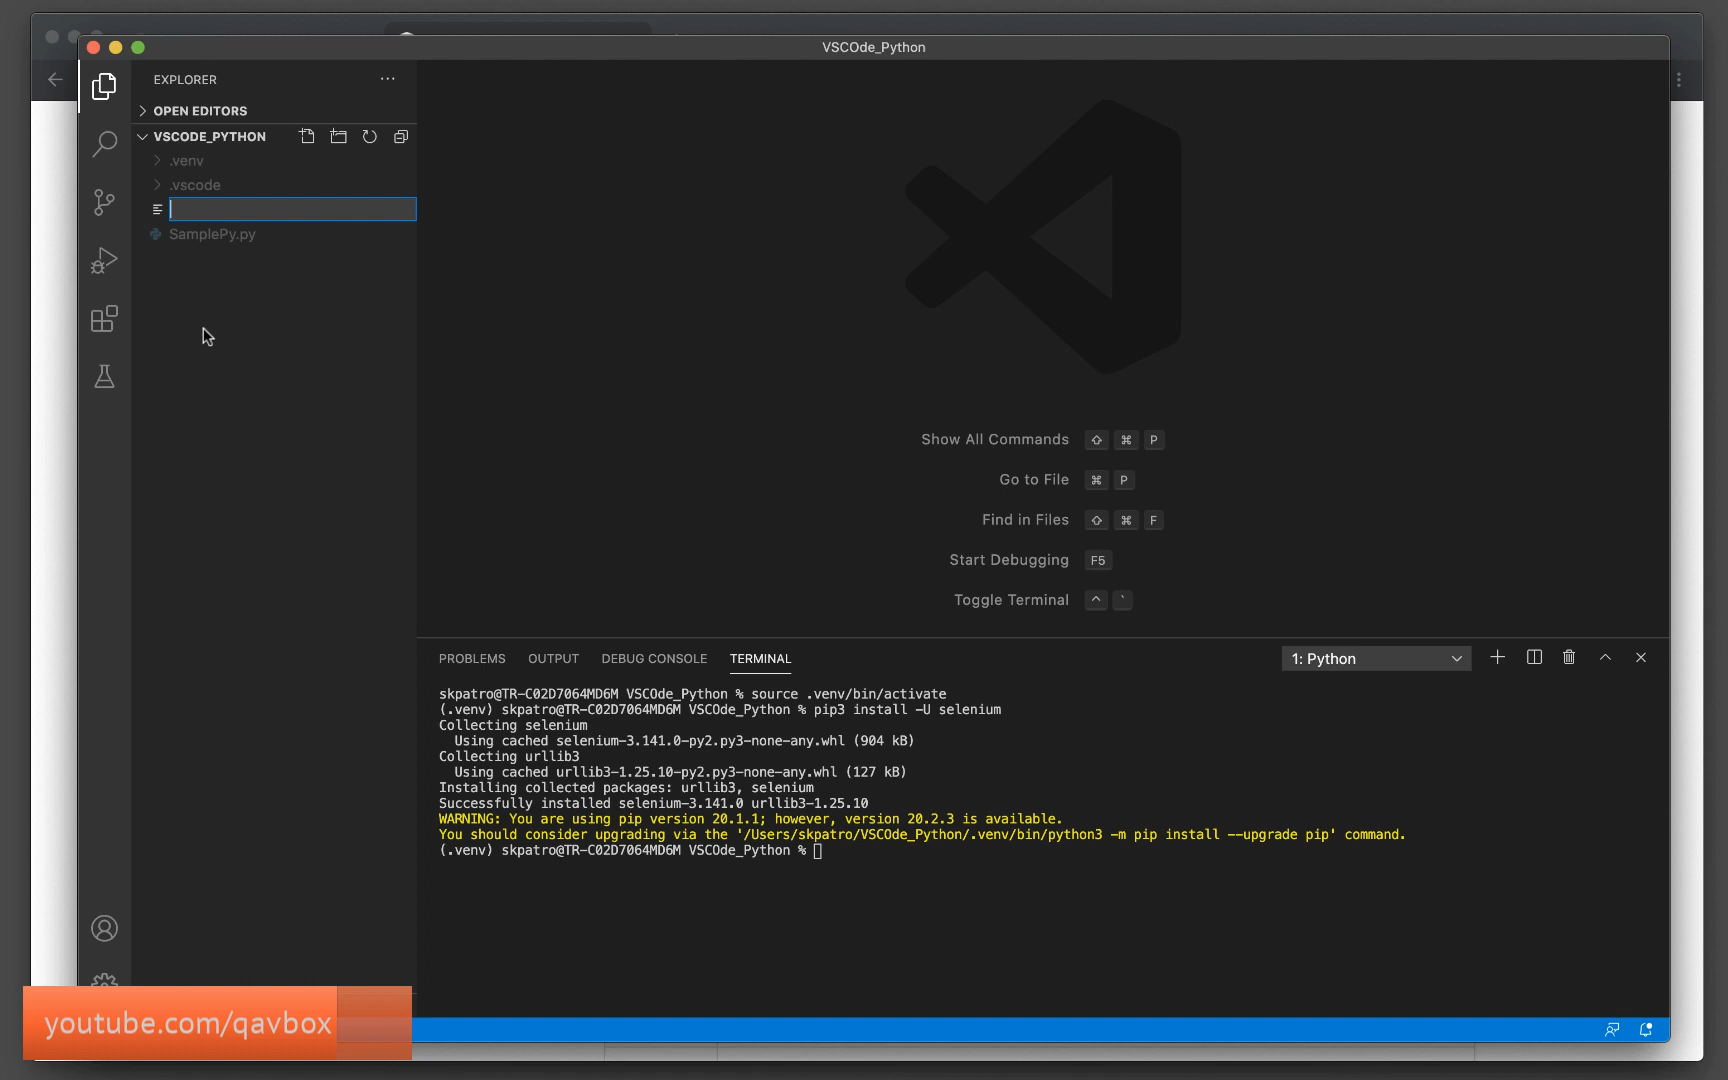 VSCOde_Python
EXPLORER
OPEN EDITORS
VSCODE_PYTHON
.venv
.vscode
SamplePy.py
Show All Commands ⇧ ⌘ P
Go to File ⌘ P
Find in Files ⇧ ⌘ F
Start Debugging F5
Toggle Terminal ^ `
PROBLEMS OUTPUT DEBUG CONSOLE TERMINAL 1: Python
skpatro@TR-C02D7064MD6M VSCOde_Python % source .venv/bin/activate
(.venv) skpatro@TR-C02D7064MD6M VSCOde_Python % pip3 install -U selenium
Collecting selenium
Using cached selenium-3.141.0-py2.py3-none-any.whl (904 kB)
Collecting urllib3
Using cached urllib3-1.25.10-py2.py3-none-any.whl (127 kB)
Installing collected packages: urllib3, selenium
Successfully installed selenium-3.141.0 urllib3-1.25.10
WARNING: You are using pip version 20.1.1; however, version 20.2.3 is available.
You should consider upgrading via the '/Users/skpatro/VSCOde_Python/.venv/bin/python3 -m pip install --upgrade pip' command.
(.venv) skpatro@TR-C02D7064MD6M VSCOde_Python %
youtube.com/qavbox